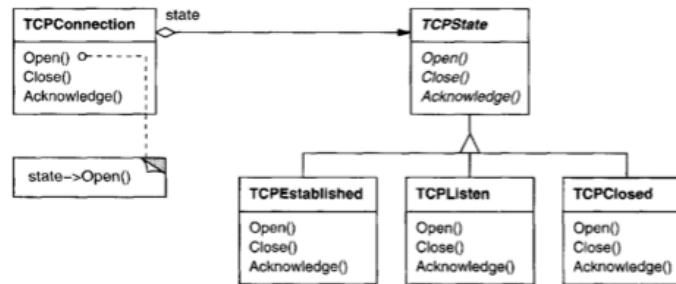 state
TCPConnection
Open()
Close()
Acknowledge()
state->Open()
TCPState
Open()
Close()
Acknowledge()
TCPEstablished
Open()
Close()
Acknowledge()
TCPListen
Open()
Close()
Acknowledge()
TCPClosed
Open()
Close()
Acknowledge()